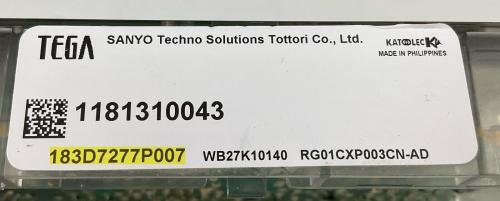 TEGA SANYO Techno Solutions Tottori Co., Ltd. KATOLEC
MADE IN PHILIPPINES
1181310043
183D7277P007 WB27K10140 RG01CXP003CN-AD